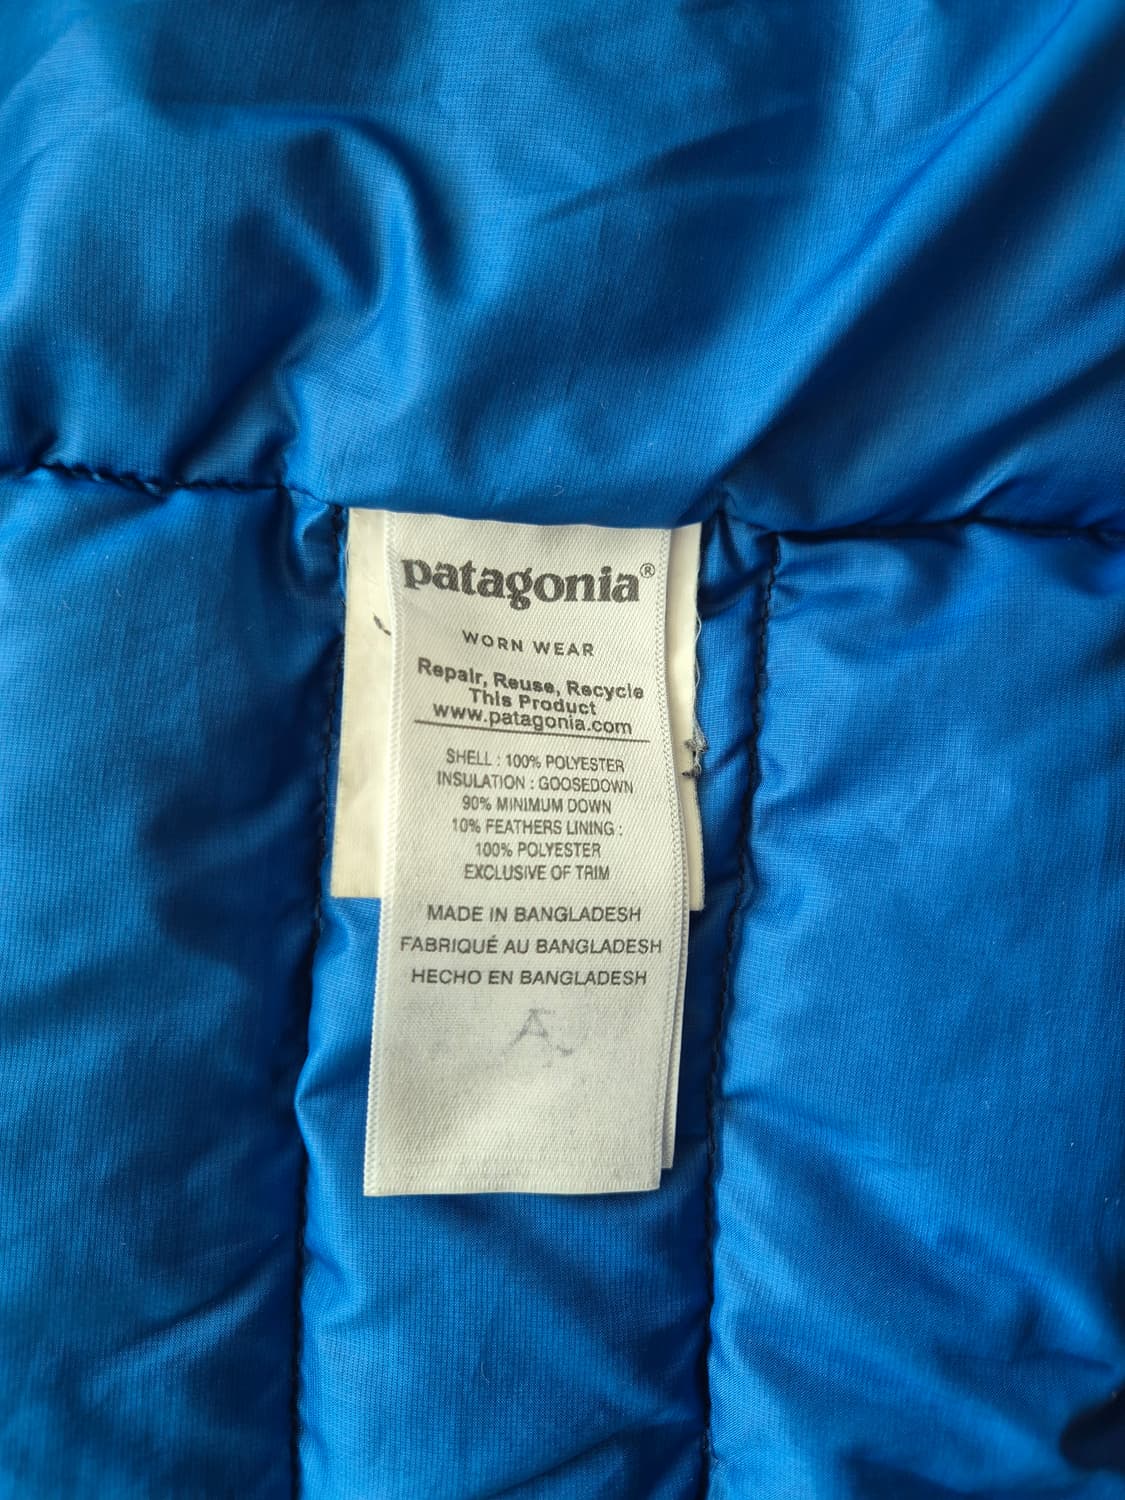 patagonia®
WORN WEAR
Repair, Reuse, Recycle
This Product
www.patagonia.com
SHELL : 100% POLYESTER
INSULATION : GOOSEDOWN
90% MINIMUM DOWN
10% FEATHERS LINING :
100% POLYESTER
EXCLUSIVE OF TRIM
MADE IN BANGLADESH
FABRIQUÉ AU BANGLADESH
HECHO EN BANGLADESH